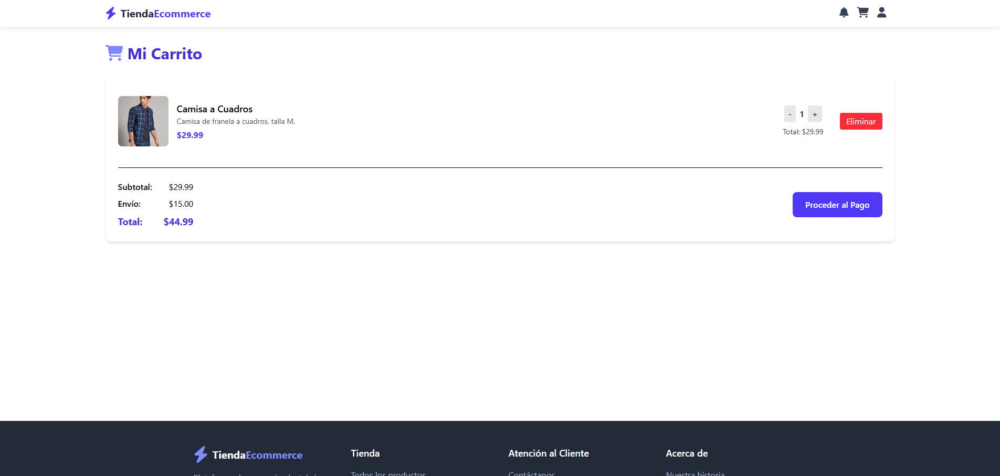 TiendaEcommerce
Mi Carrito
Camisa a Cuadros
Camisa de franela a cuadros, talla M.
$29.99
- 1 +
Total: $29.99
Eliminar
Subtotal: $29.99
Envío: $15.00
Total: $44.99
Proceder al Pago
TiendaEcommerce
Tienda
Atención al Cliente
Acerca de
Todos los productos
Contáctanos
Nuestra historia